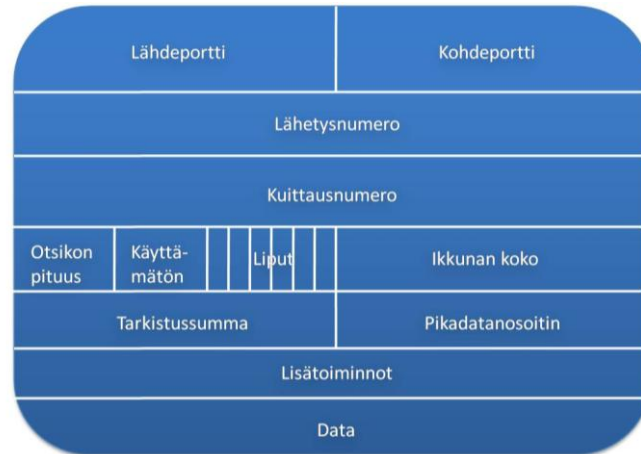 Lähdeportti
Kohdeportti
Lähetysnumero
Kuittausnumero
Otsikon
pituus
Käyttä-
mätön
Liput
Ikkunan koko
Tarkistussumma
Pikadatanosoitin
Lisätoiminnot
Data